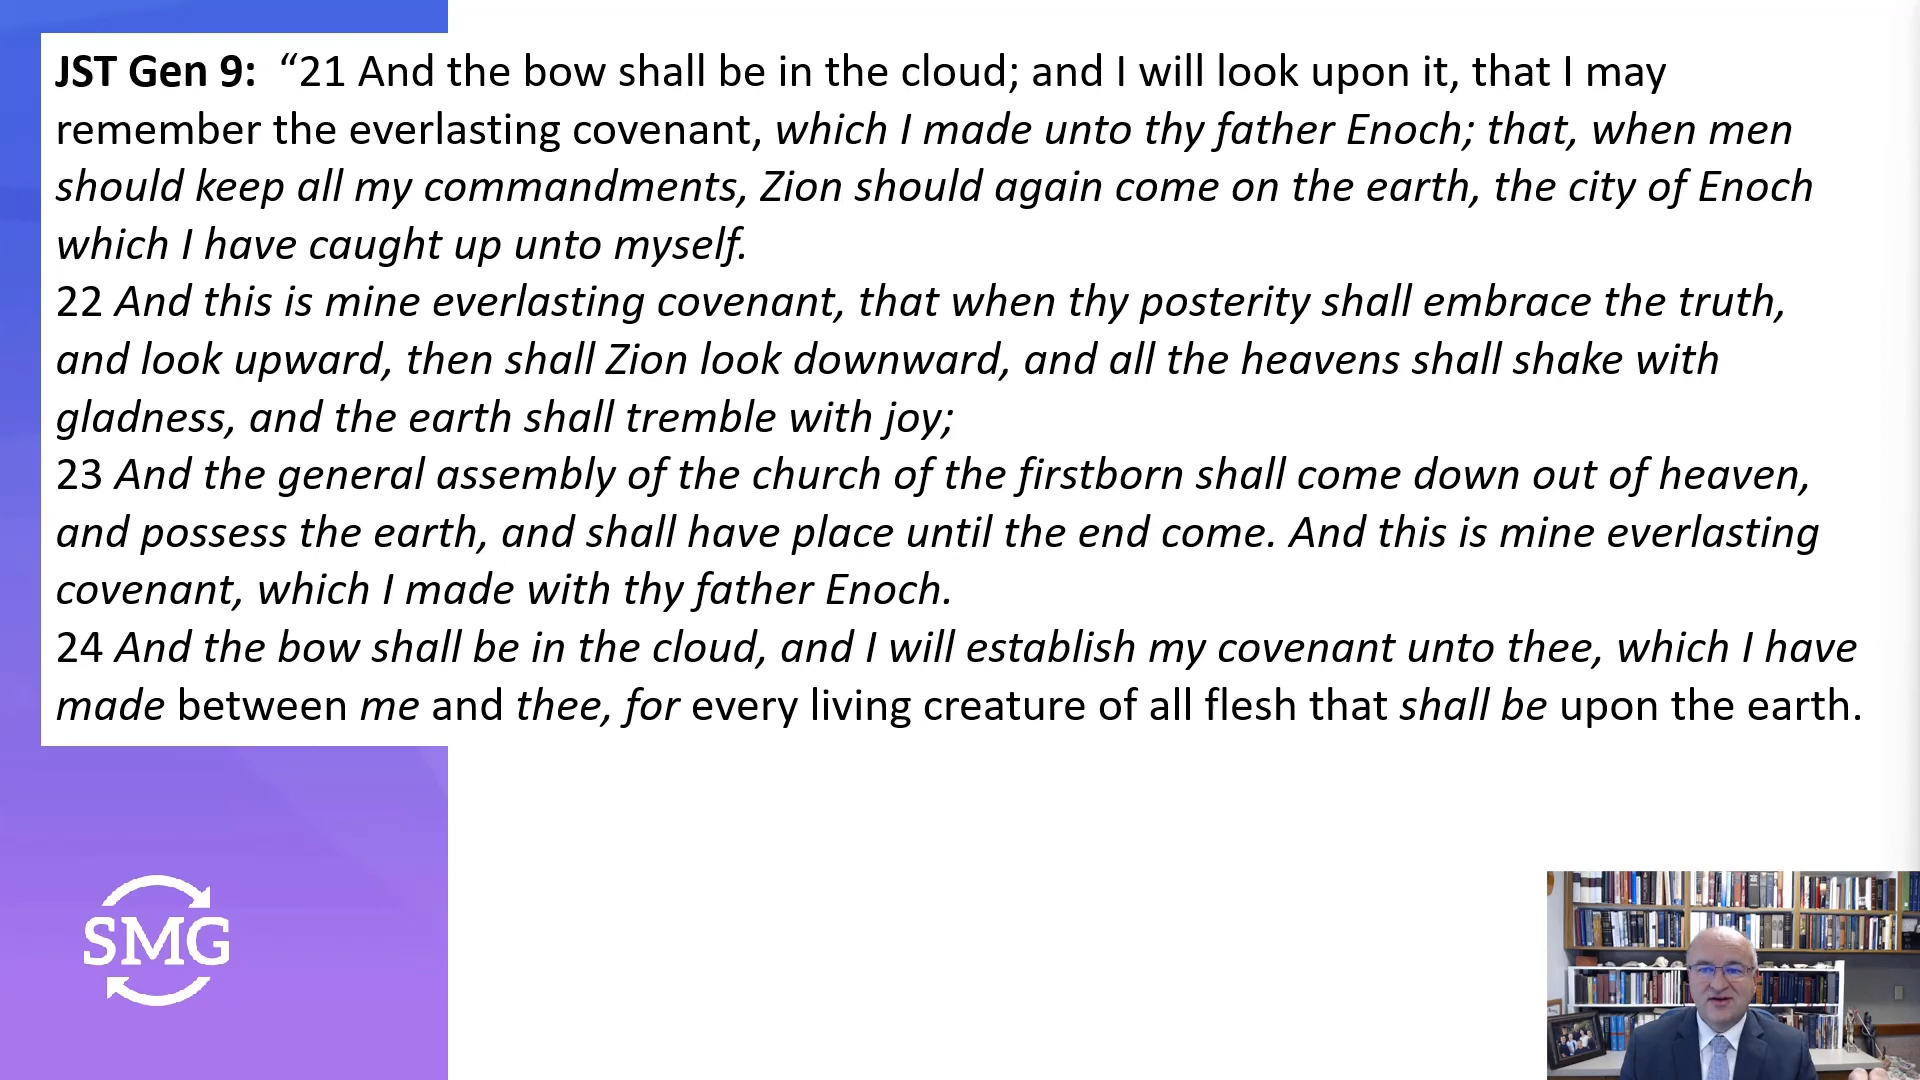 JST Gen 9:  “21 And the bow shall be in the cloud; and I will look upon it, that I may
remember the everlasting covenant, which I made unto thy father Enoch; that, when men
should keep all my commandments, Zion should again come on the earth, the city of Enoch
which I have caught up unto myself.
22 And this is mine everlasting covenant, that when thy posterity shall embrace the truth,
and look upward, then shall Zion look downward, and all the heavens shall shake with
gladness, and the earth shall tremble with joy;
23 And the general assembly of the church of the firstborn shall come down out of heaven,
and possess the earth, and shall have place until the end come. And this is mine everlasting
covenant, which I made with thy father Enoch.
24 And the bow shall be in the cloud, and I will establish my covenant unto thee, which I have
made between me and thee, for every living creature of all flesh that shall be upon the earth.
SMG